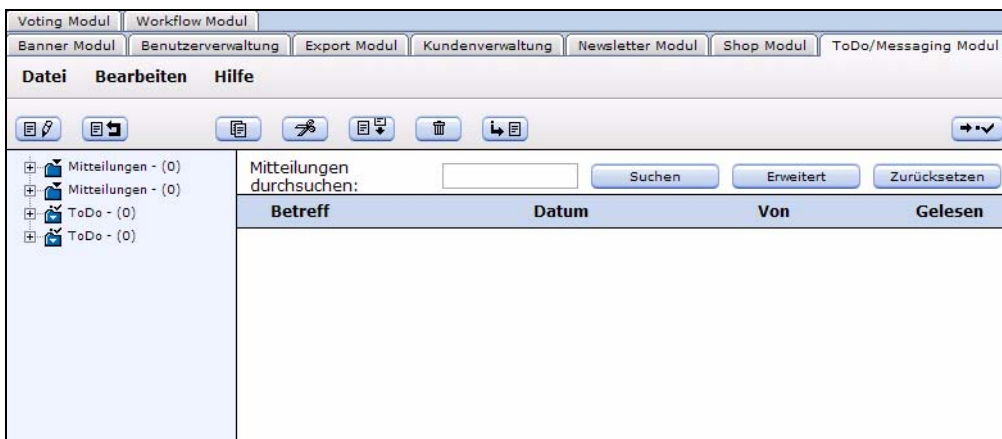 Voting Modul Workflow Modul
Banner Modul Benutzerverwaltung Export Modul Kundenverwaltung Newsletter Modul Shop Modul ToDo/Messaging Modul
Datei Bearbeiten Hilfe
Mitteilungen - (0)
Mitteilungen - (0)
ToDo - (0)
ToDo - (0)
Mitteilungen
durchsuchen:
Suchen Erweitert Zurücksetzen
Betreff Datum Von Gelesen